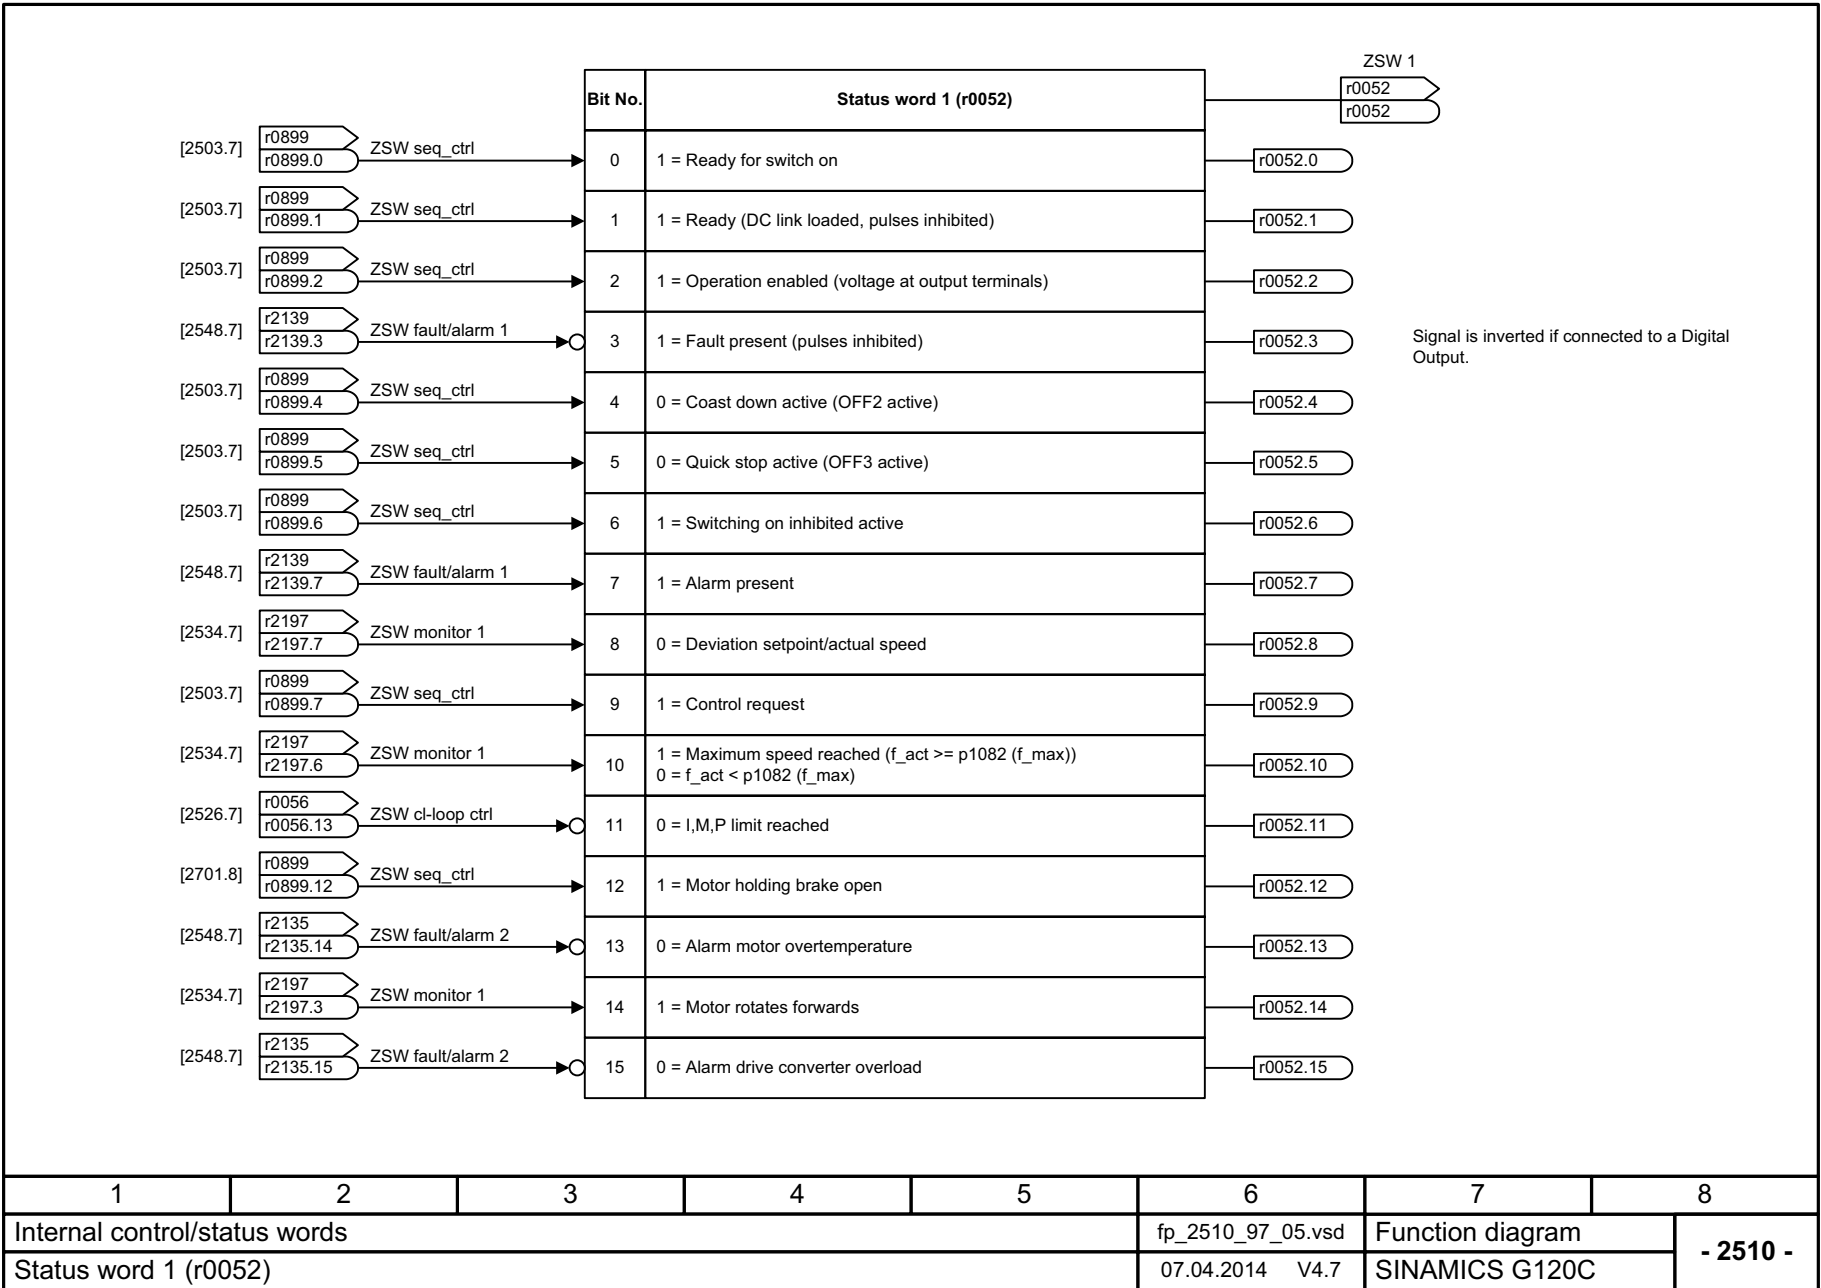 ZSW 1
r0052
r0052
Bit No. Status word 1 (r0052)
[2503.7] r0899 r0899.0 ZSW seq_ctrl 0 1 = Ready for switch on r0052.0
[2503.7] r0899 r0899.1 ZSW seq_ctrl 1 1 = Ready (DC link loaded, pulses inhibited) r0052.1
[2503.7] r0899 r0899.2 ZSW seq_ctrl 2 1 = Operation enabled (voltage at output terminals) r0052.2
[2548.7] r2139 r2139.3 ZSW fault/alarm 1 3 1 = Fault present (pulses inhibited) r0052.3
Signal is inverted if connected to a Digital
Output.
[2503.7] r0899 r0899.4 ZSW seq_ctrl 4 0 = Coast down active (OFF2 active) r0052.4
[2503.7] r0899 r0899.5 ZSW seq_ctrl 5 0 = Quick stop active (OFF3 active) r0052.5
[2503.7] r0899 r0899.6 ZSW seq_ctrl 6 1 = Switching on inhibited active r0052.6
[2548.7] r2139 r2139.7 ZSW fault/alarm 1 7 1 = Alarm present r0052.7
[2534.7] r2197 r2197.7 ZSW monitor 1 8 0 = Deviation setpoint/actual speed r0052.8
[2503.7] r0899 r0899.7 ZSW seq_ctrl 9 1 = Control request r0052.9
[2534.7] r2197 r2197.6 ZSW monitor 1 10 1 = Maximum speed reached (f_act >= p1082 (f_max))
0 = f_act < p1082 (f_max) r0052.10
[2526.7] r0056 r0056.13 ZSW cl-loop ctrl 11 0 = I,M,P limit reached r0052.11
[2701.8] r0899 r0899.12 ZSW seq_ctrl 12 1 = Motor holding brake open r0052.12
[2548.7] r2135 r2135.14 ZSW fault/alarm 2 13 0 = Alarm motor overtemperature r0052.13
[2534.7] r2197 r2197.3 ZSW monitor 1 14 1 = Motor rotates forwards r0052.14
[2548.7] r2135 r2135.15 ZSW fault/alarm 2 15 0 = Alarm drive converter overload r0052.15
1 2 3 4 5 6 7 8
Internal control/status words fp_2510_97_05.vsd Function diagram - 2510 -
Status word 1 (r0052) 07.04.2014 V4.7 SINAMICS G120C